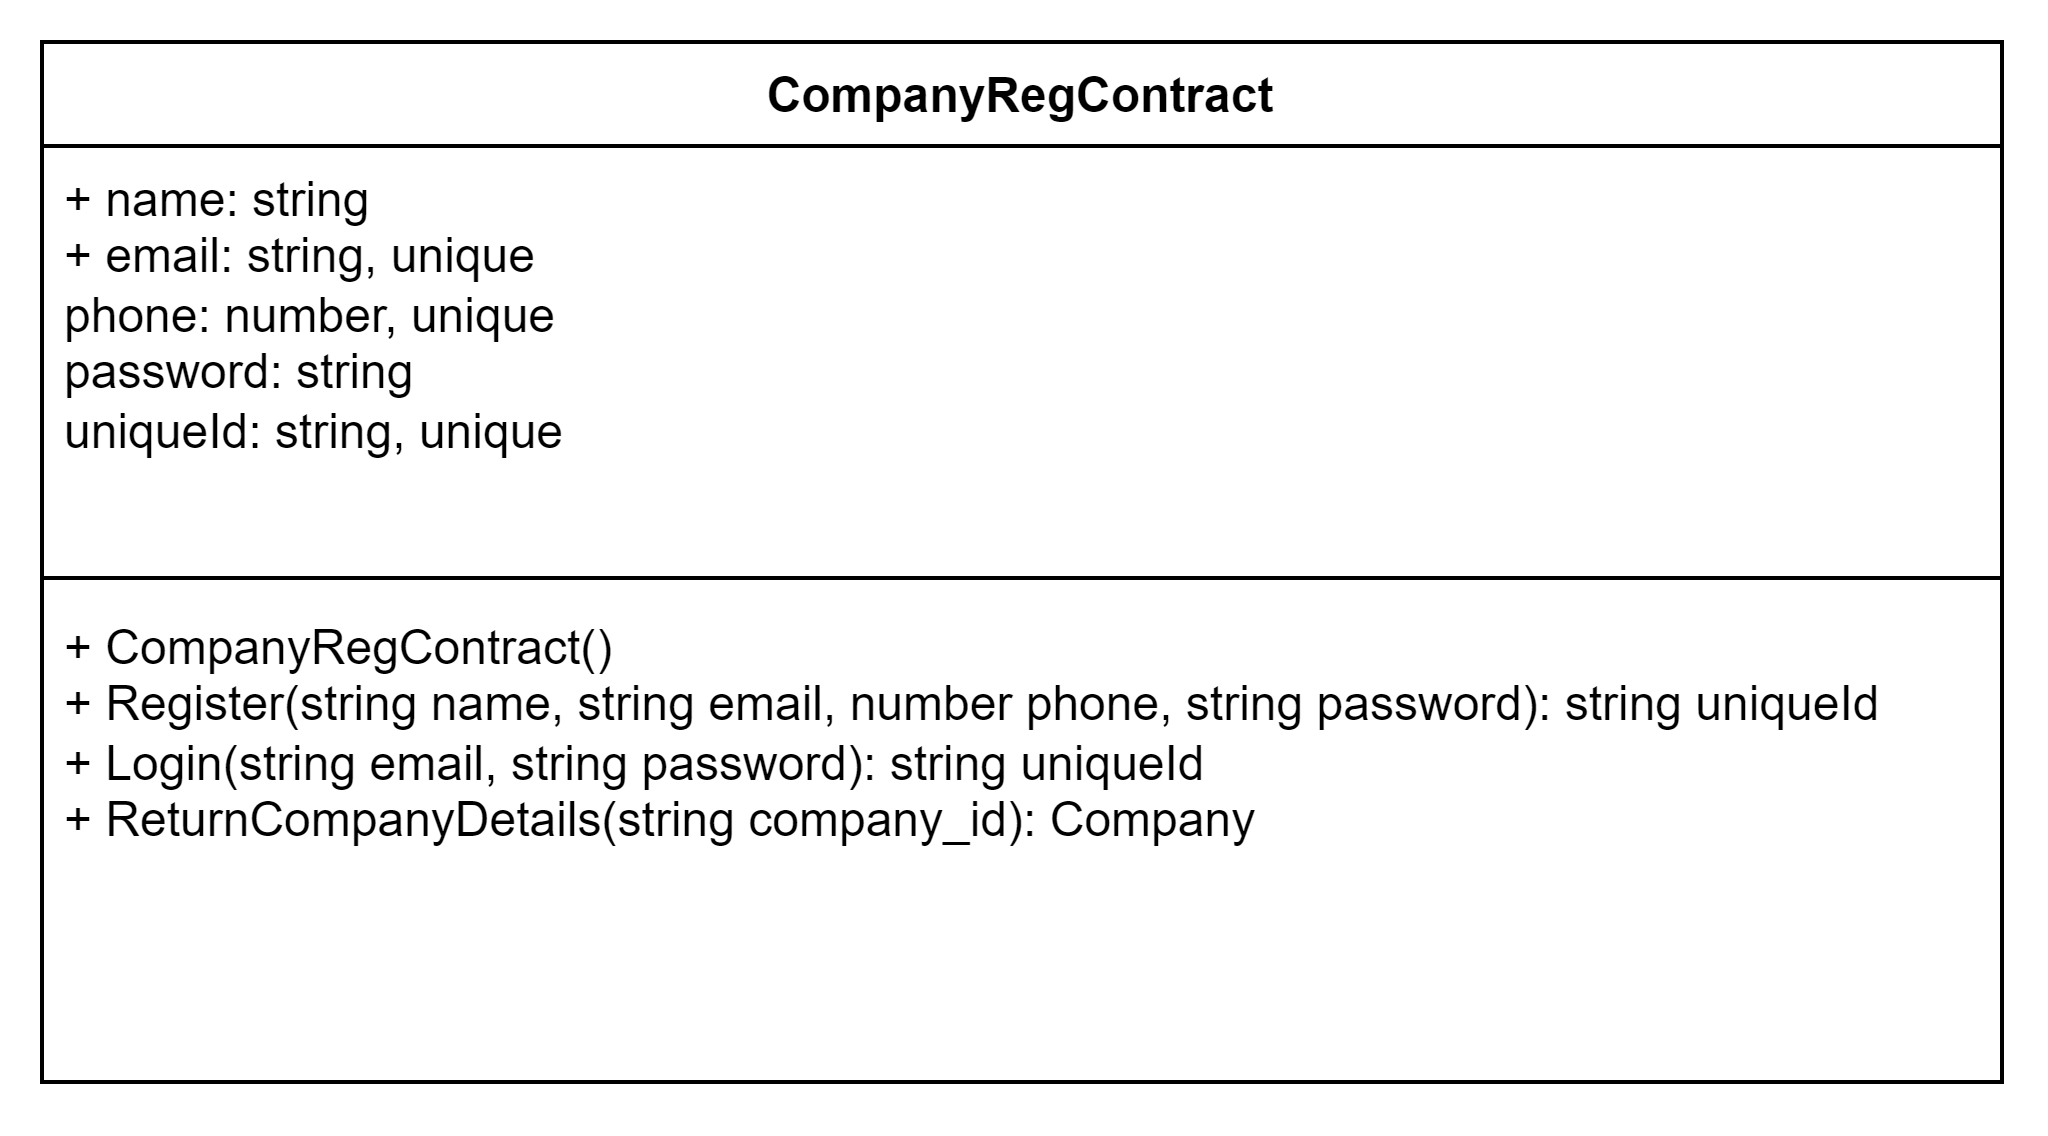 CompanyRegContract
+ name: string
+ email: string, unique
phone: number, unique
password: string
uniqueId: string, unique
+ CompanyRegContract()
+ Register(string name, string email, number phone, string password): string uniqueId
+ Login(string email, string password): string uniqueId
+ ReturnCompanyDetails(string company_id): Company